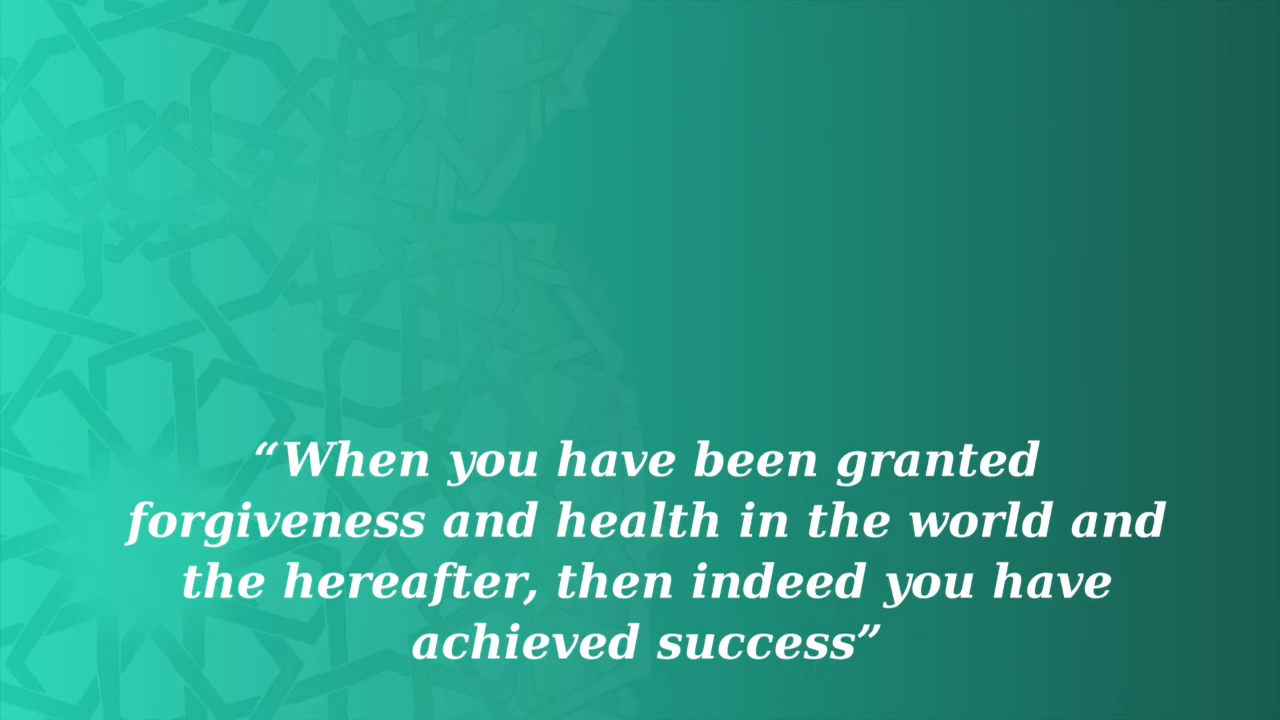 “When you have been granted
forgiveness and health in the world and
the hereafter, then indeed you have
achieved success”